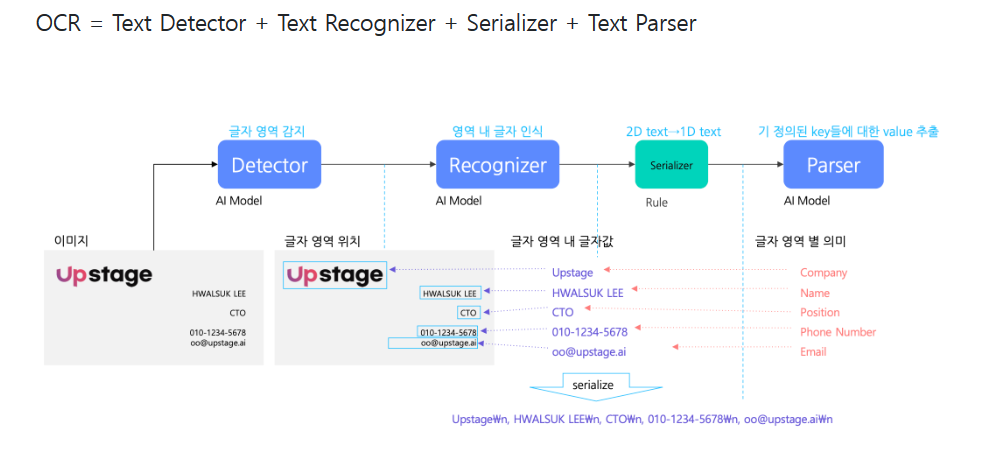 OCR = Text Detector + Text Recognizer + Serializer + Text Parser
글자 영역 감지
영역 내 글자 인식
2D text→1D text
기 정의된 key들에 대한 value 추출
Detector
Recognizer
Serializer
Parser
AI Model
AI Model
Rule
AI Model
이미지
글자 영역 위치
글자 영역 내 글자값
글자 영역 별 의미
Upstage
HWALSUK LEE
CTO
010-1234-5678
oo@upstage.ai
Upstage
HWALSUK LEE
CTO
010-1234-5678
oo@upstage.ai
Upstage
HWALSUK LEE
CTO
010-1234-5678
oo@upstage.ai
Company
Name
Position
Phone Number
Email
serialize
Upstage₩n, HWALSUK LEE₩n, CTO₩n, 010-1234-5678₩n, oo@upstage.ai₩n